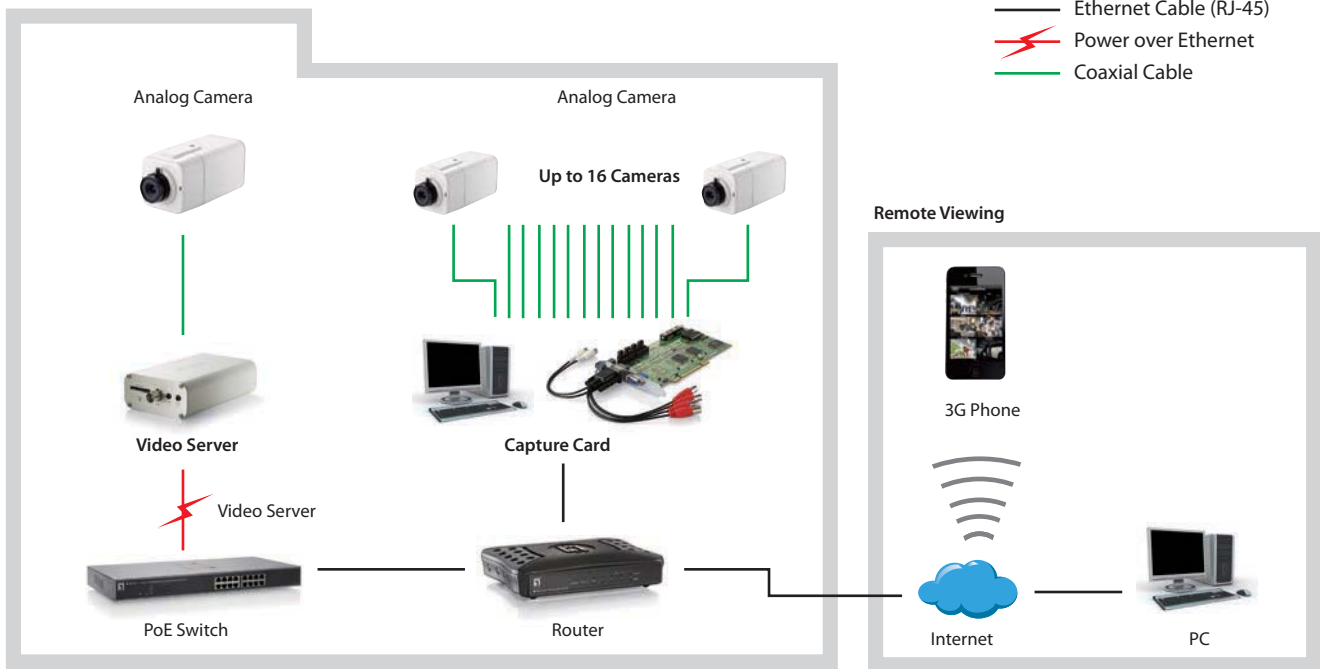 Ethernet Cable (RJ-45)
Power over Ethernet
Coaxial Cable
Analog Camera
Analog Camera
Up to 16 Cameras
Remote Viewing
3G Phone
Video Server
Capture Card
Video Server
PoE Switch
Router
Internet
PC